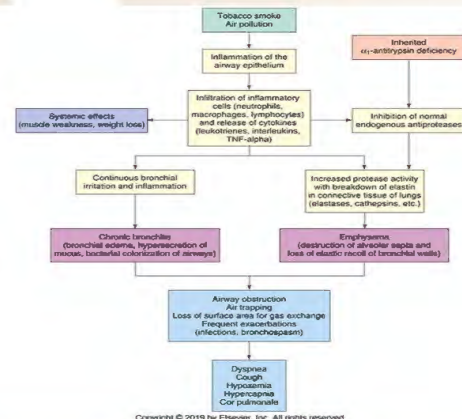 Tobacco smoke
Air pollution
Inflammation of the
airway epithelium
Inherited
α₁-antitrypsin deficiency
Infiltration of inflammatory
cells (neutrophils,
macrophages, lymphocytes)
and release of cytokines
(leukotrienes, interleukins,
TNF-alpha)
Systemic effects
(muscle weakness, weight loss)
Inhibition of normal
endogenous antiproteases
Continuous bronchial
irritation and inflammation
Increased protease activity
with breakdown of elastin
in connective tissue of lungs
(elastases, cathepsins, etc.)
Chronic bronchitis
(bronchial edema, hypersecretion of
mucus, bacterial colonization of airways)
Emphysema
(destruction of alveolar septa and
loss of elastic recoil of bronchial walls)
Airway obstruction
Air trapping
Loss of surface area for gas exchange
Frequent exacerbations
(infections, bronchospasm)
Dyspnea
Cough
Hypoxemia
Hypercapnia
Cor pulmonale
Copyright © 2019 by Elsevier, Inc. All rights reserved.